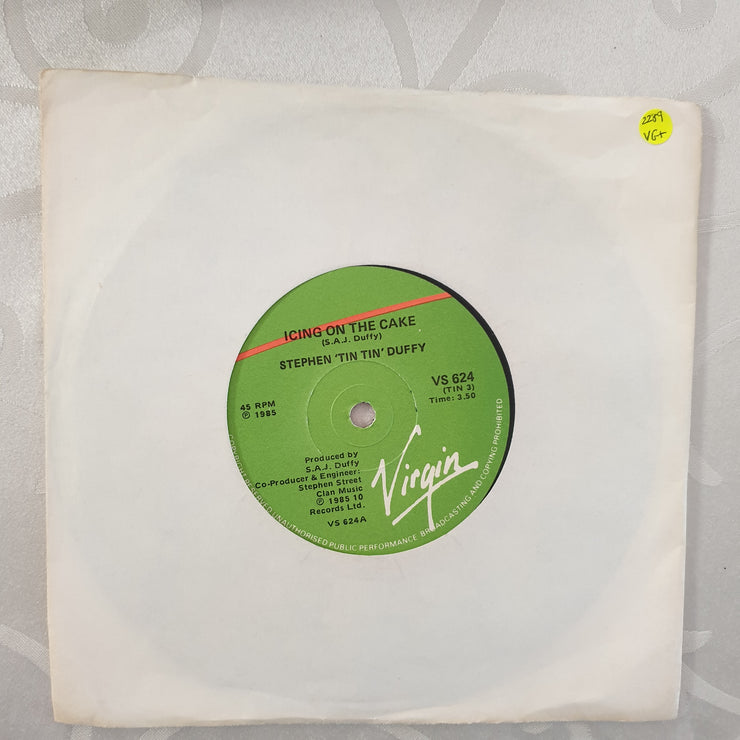 2289
VG+
ICING ON THE CAKE
(S.A.J. Duffy)
STEPHEN 'TIN TIN' DUFFY
45 RPM
℗ 1985
VS 624
(TIN 3)
Time: 3.50
Produced by
S.A.J. Duffy
Co-Producer & Engineer:
Stephen Street
Clan Music
℗ 1985 10
Records Ltd.
VS 624A
Virgin
UNAUTHORISED PUBLIC PERFORMANCE BROADCASTING AND COPYING PROHIBITED